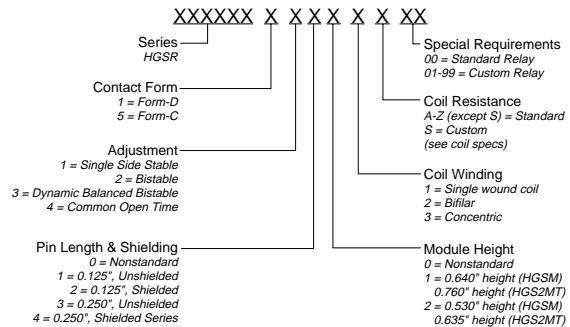 XXXXXX X X X X X X XX
Series
HGSR
Contact Form
1 = Form-D
5 = Form-C
Adjustment
1 = Single Side Stable
2 = Bistable
3 = Dynamic Balanced Bistable
4 = Common Open Time
Pin Length & Shielding
0 = Nonstandard
1 = 0.125", Unshielded
2 = 0.125", Shielded
3 = 0.250", Unshielded
4 = 0.250", Shielded Series
Special Requirements
00 = Standard Relay
01-99 = Custom Relay
Coil Resistance
A-Z (except S) = Standard
S = Custom
(see coil specs)
Coil Winding
1 = Single wound coil
2 = Bifilar
3 = Concentric
Module Height
0 = Nonstandard
1 = 0.640" height (HGSM)
0.760" height (HGS2MT)
2 = 0.530" height (HGSM)
0.635" height (HGS2MT)